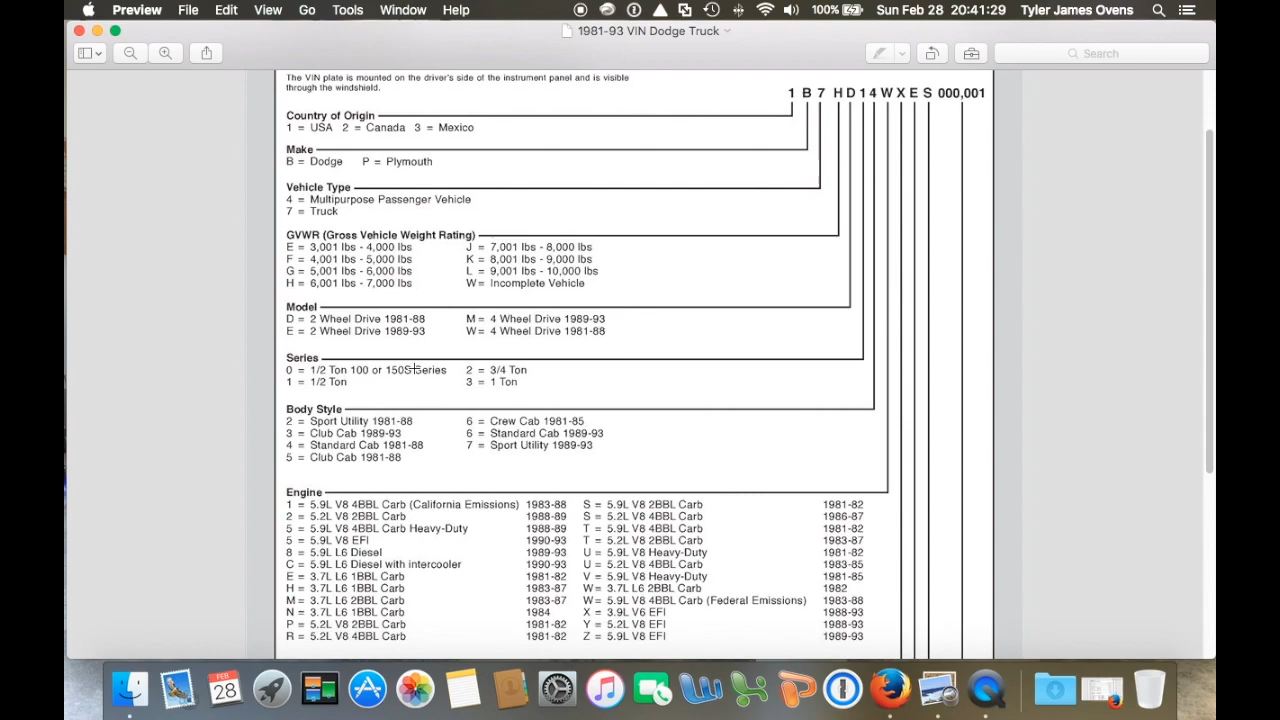 Preview File Edit View Go Tools Window Help 100% Sun Feb 28 20:41:29 Tyler James Ovens
1981-93 VIN Dodge Truck
Search
The VIN plate is mounted on the driver's side of the instrument panel and is visible
through the windshield.
1 B 7 H D 1 4 W X E S 000,001
Country of Origin
1 = USA 2 = Canada 3 = Mexico
Make
B = Dodge P = Plymouth
Vehicle Type
4 = Multipurpose Passenger Vehicle
7 = Truck
GVWR (Gross Vehicle Weight Rating)
E = 3,001 lbs - 4,000 lbs J = 7,001 lbs - 8,000 lbs
F = 4,001 lbs - 5,000 lbs K = 8,001 lbs - 9,000 lbs
G = 5,001 lbs - 6,000 lbs L = 9,001 lbs - 10,000 lbs
H = 6,001 lbs - 7,000 lbs W = Incomplete Vehicle
Model
D = 2 Wheel Drive 1981-88 M = 4 Wheel Drive 1989-93
E = 2 Wheel Drive 1989-93 W = 4 Wheel Drive 1981-88
Series
0 = 1/2 Ton 100 or 150S Series 2 = 3/4 Ton
1 = 1/2 Ton 3 = 1 Ton
Body Style
2 = Sport Utility 1981-88 6 = Crew Cab 1981-85
3 = Club Cab 1989-93 6 = Standard Cab 1989-93
4 = Standard Cab 1981-88 7 = Sport Utility 1989-93
5 = Club Cab 1981-88
Engine
1 = 5.9L V8 4BBL Carb (California Emissions) 1983-88 S = 5.9L V8 2BBL Carb 1981-82
2 = 5.2L V8 2BBL Carb 1988-89 S = 5.2L V8 4BBL Carb 1986-87
5 = 5.9L V8 4BBL Carb Heavy-Duty 1988-89 T = 5.9L V8 4BBL Carb 1981-82
5 = 5.9L V8 EFI 1990-93 T = 5.2L V8 2BBL Carb 1983-87
8 = 5.9L L6 Diesel 1989-93 U = 5.9L V8 Heavy-Duty 1981-82
C = 5.9L L6 Diesel with intercooler 1990-93 U = 5.2L V8 4BBL Carb 1983-85
E = 3.7L L6 1BBL Carb 1981-82 V = 5.9L V8 Heavy-Duty 1981-85
H = 3.7L L6 1BBL Carb 1983-87 W = 3.7L L6 2BBL Carb 1982
M = 3.7L L6 2BBL Carb 1983-87 W = 5.9L V8 4BBL Carb (Federal Emissions) 1983-88
N = 3.7L L6 1BBL Carb 1984 X = 3.9L V6 EFI 1988-93
P = 5.2L V8 2BBL Carb 1981-82 Y = 5.2L V8 EFI 1988-93
R = 5.2L V8 4BBL Carb 1981-82 Z = 5.9L V8 EFI 1989-93
FEB
28